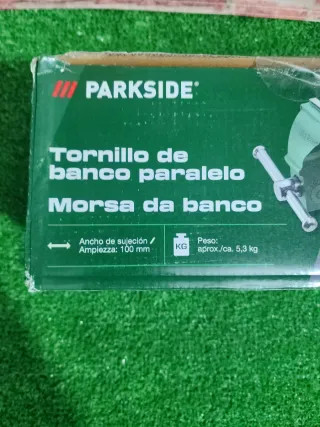 PARKSIDE®
Tornillo de
banco paralelo
Morsa da banco
Ancho de sujeción /
Ampiezza: 100 mm
KG
Peso:
aprox./ca. 5,3 kg